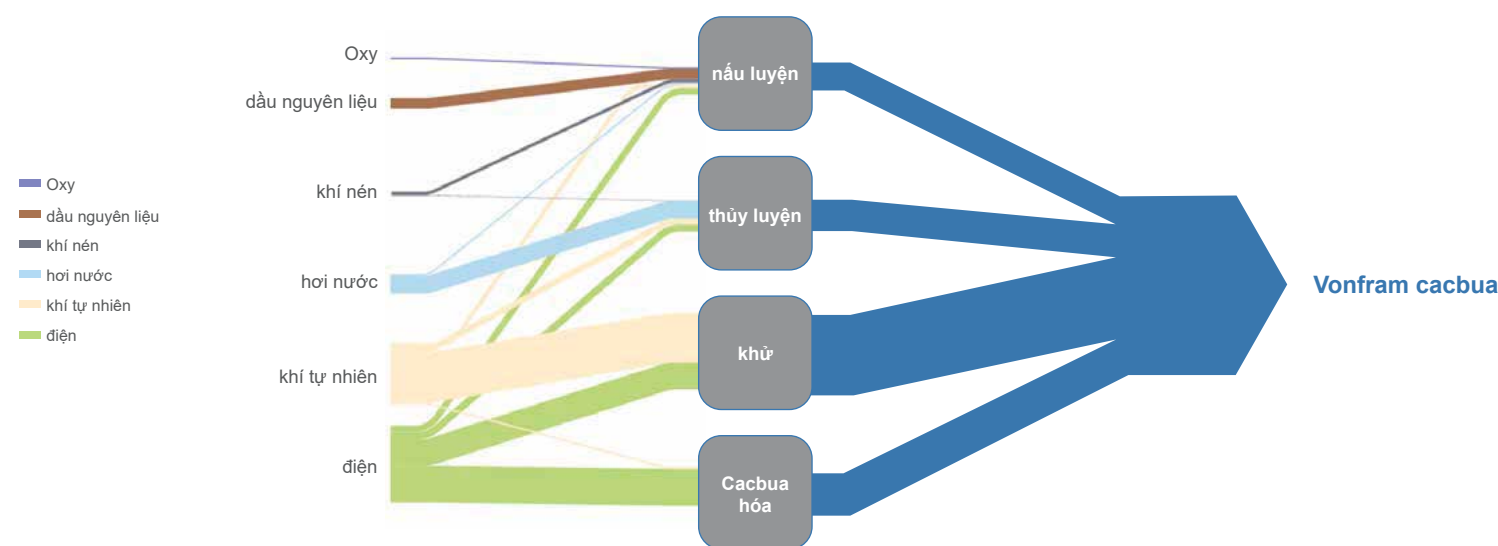 Oxy
dầu nguyên liệu
khí nén
hơi nước
khí tự nhiên
điện
Oxy
dầu nguyên liệu
khí nén
hơi nước
khí tự nhiên
điện
nấu luyện
thủy luyện
khử
Cacbua
hóa
Vonfram cacbua